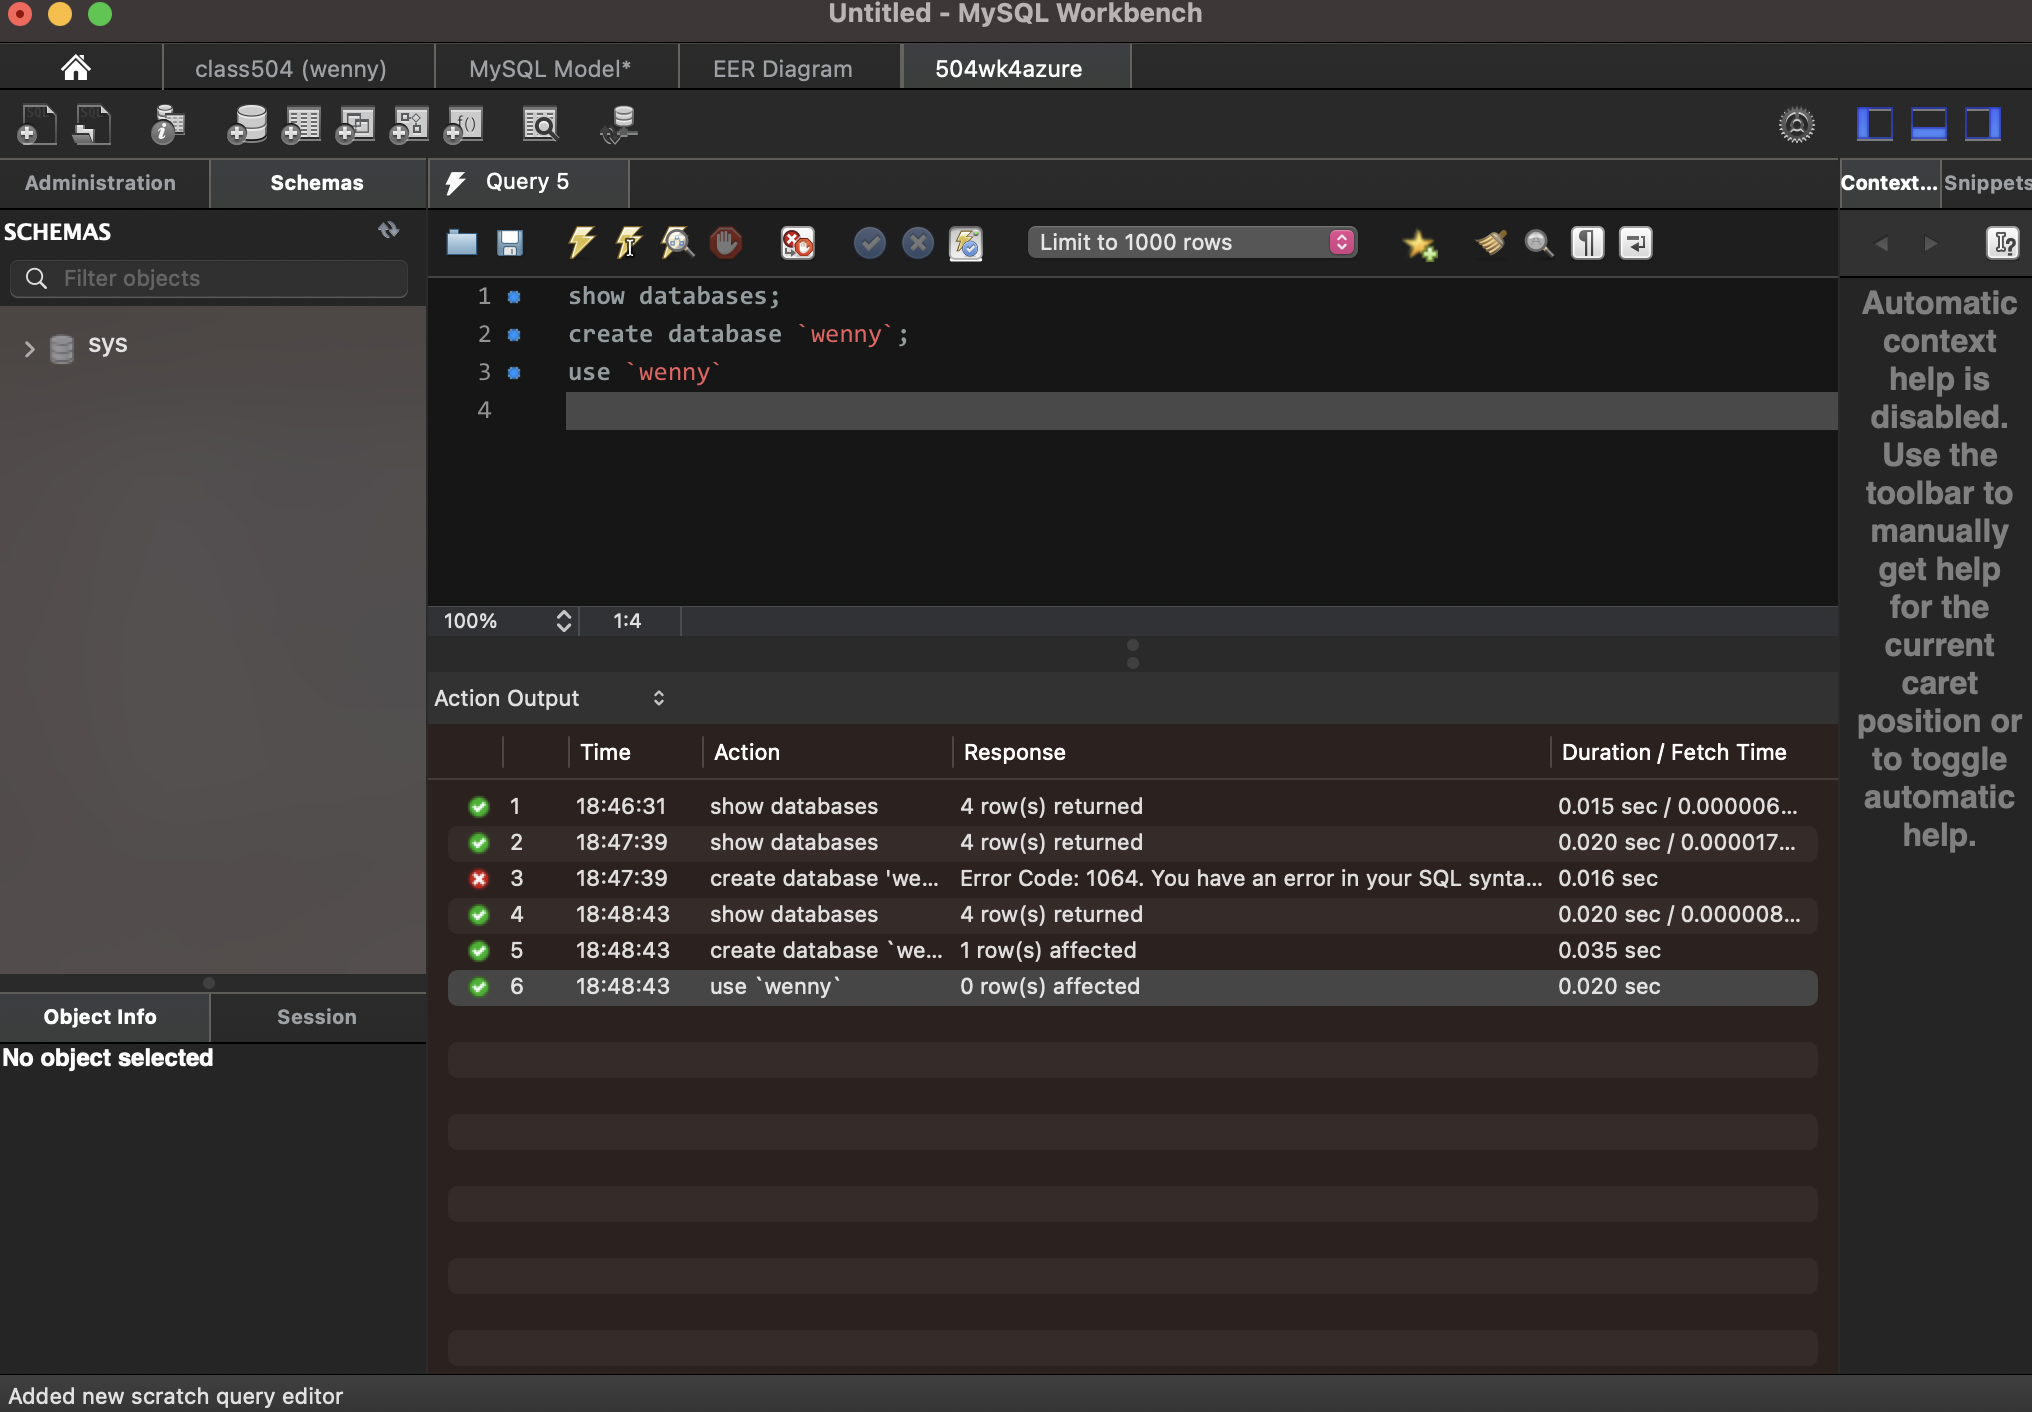 Untitled - MySQL Workbench
class504 (wenny)
MySQL Model*
EER Diagram
504wk4azure
Administration
Schemas
Query 5
Context...
Snippets
SCHEMAS
Filter objects
sys
Limit to 1000 rows
1 show databases;
2 create database `wenny`;
3 use `wenny`
4
100%
1:4
Automatic
context
help is
disabled.
Use the
toolbar to
manually
get help
for the
current
caret
position or
to toggle
automatic
help.
Action Output
Time Action Response Duration / Fetch Time
1 18:46:31 show databases 4 row(s) returned 0.015 sec / 0.000006...
2 18:47:39 show databases 4 row(s) returned 0.020 sec / 0.000017...
3 18:47:39 create database 'we... Error Code: 1064. You have an error in your SQL synta... 0.016 sec
4 18:48:43 show databases 4 row(s) returned 0.020 sec / 0.000008...
5 18:48:43 create database `we... 1 row(s) affected 0.035 sec
6 18:48:43 use `wenny` 0 row(s) affected 0.020 sec
Object Info
Session
No object selected
Added new scratch query editor